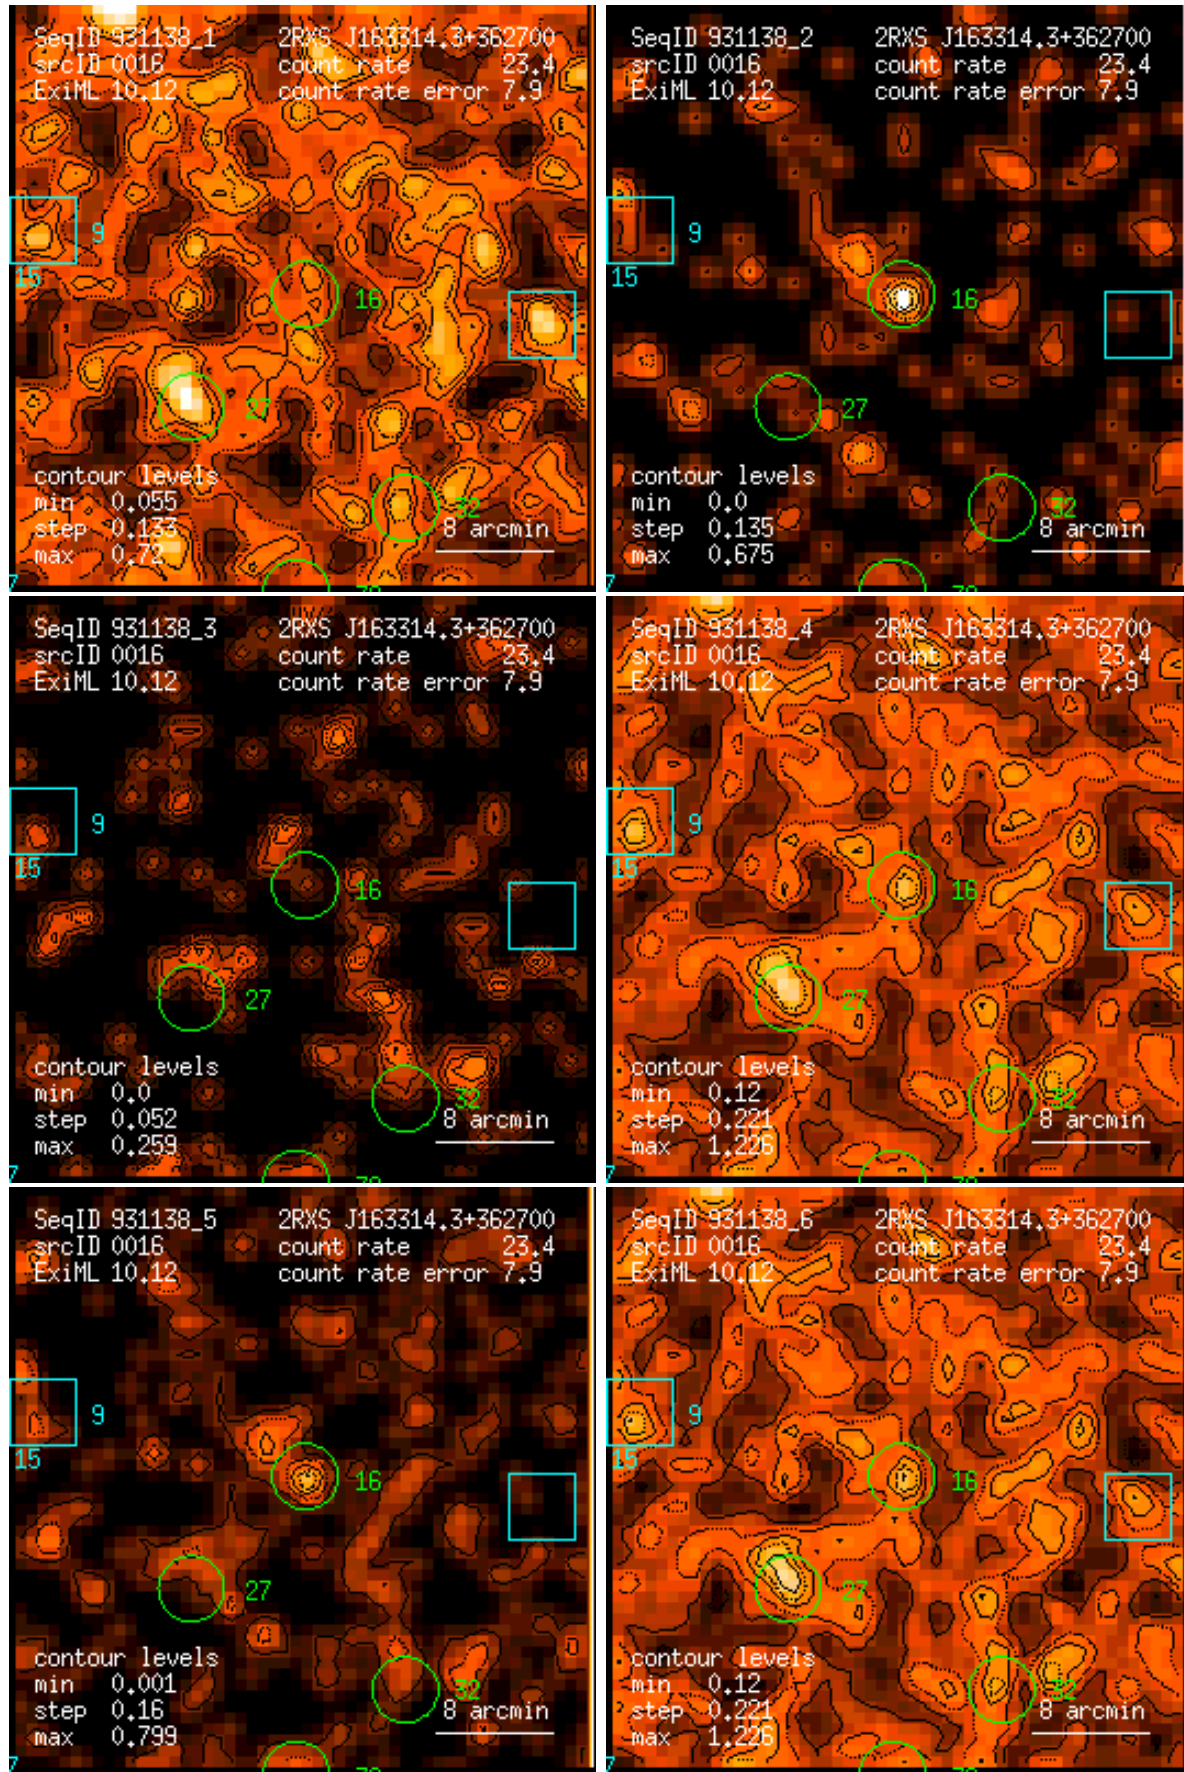 SeqID 931138_1 2RXS J163314.3+362700
srcID 0016 count rate 23.4
ExiML 10.12 count rate error 7.9
9
15
16
27
contour levels
min 0.055
32
step 0.133 8 arcmin
max 0.72
7
SeqID 931138_2 2RXS J163314.3+362700
srcID 0016 count rate 23.4
ExiML 10.12 count rate error 7.9
9
15
16
27
contour levels
min 0.0
32
step 0.135 8 arcmin
max 0.675
7
SeqID 931138_3 2RXS J163314.3+362700
srcID 0016 count rate 23.4
ExiML 10.12 count rate error 7.9
9
15
16
27
contour levels
min 0.0
32
step 0.052 8 arcmin
max 0.259
7
SeqID 931138_4 2RXS J163314.3+362700
srcID 0016 count rate 23.4
ExiML 10.12 count rate error 7.9
9
15
16
27
contour levels
min 0.12
32
step 0.221 8 arcmin
max 1.226
7
SeqID 931138_5 2RXS J163314.3+362700
srcID 0016 count rate 23.4
ExiML 10.12 count rate error 7.9
9
15
16
27
contour levels
min 0.001
32
step 0.16 8 arcmin
max 0.799
7
SeqID 931138_6 2RXS J163314.3+362700
srcID 0016 count rate 23.4
ExiML 10.12 count rate error 7.9
9
15
16
27
contour levels
min 0.12
32
step 0.221 8 arcmin
max 1.226
7